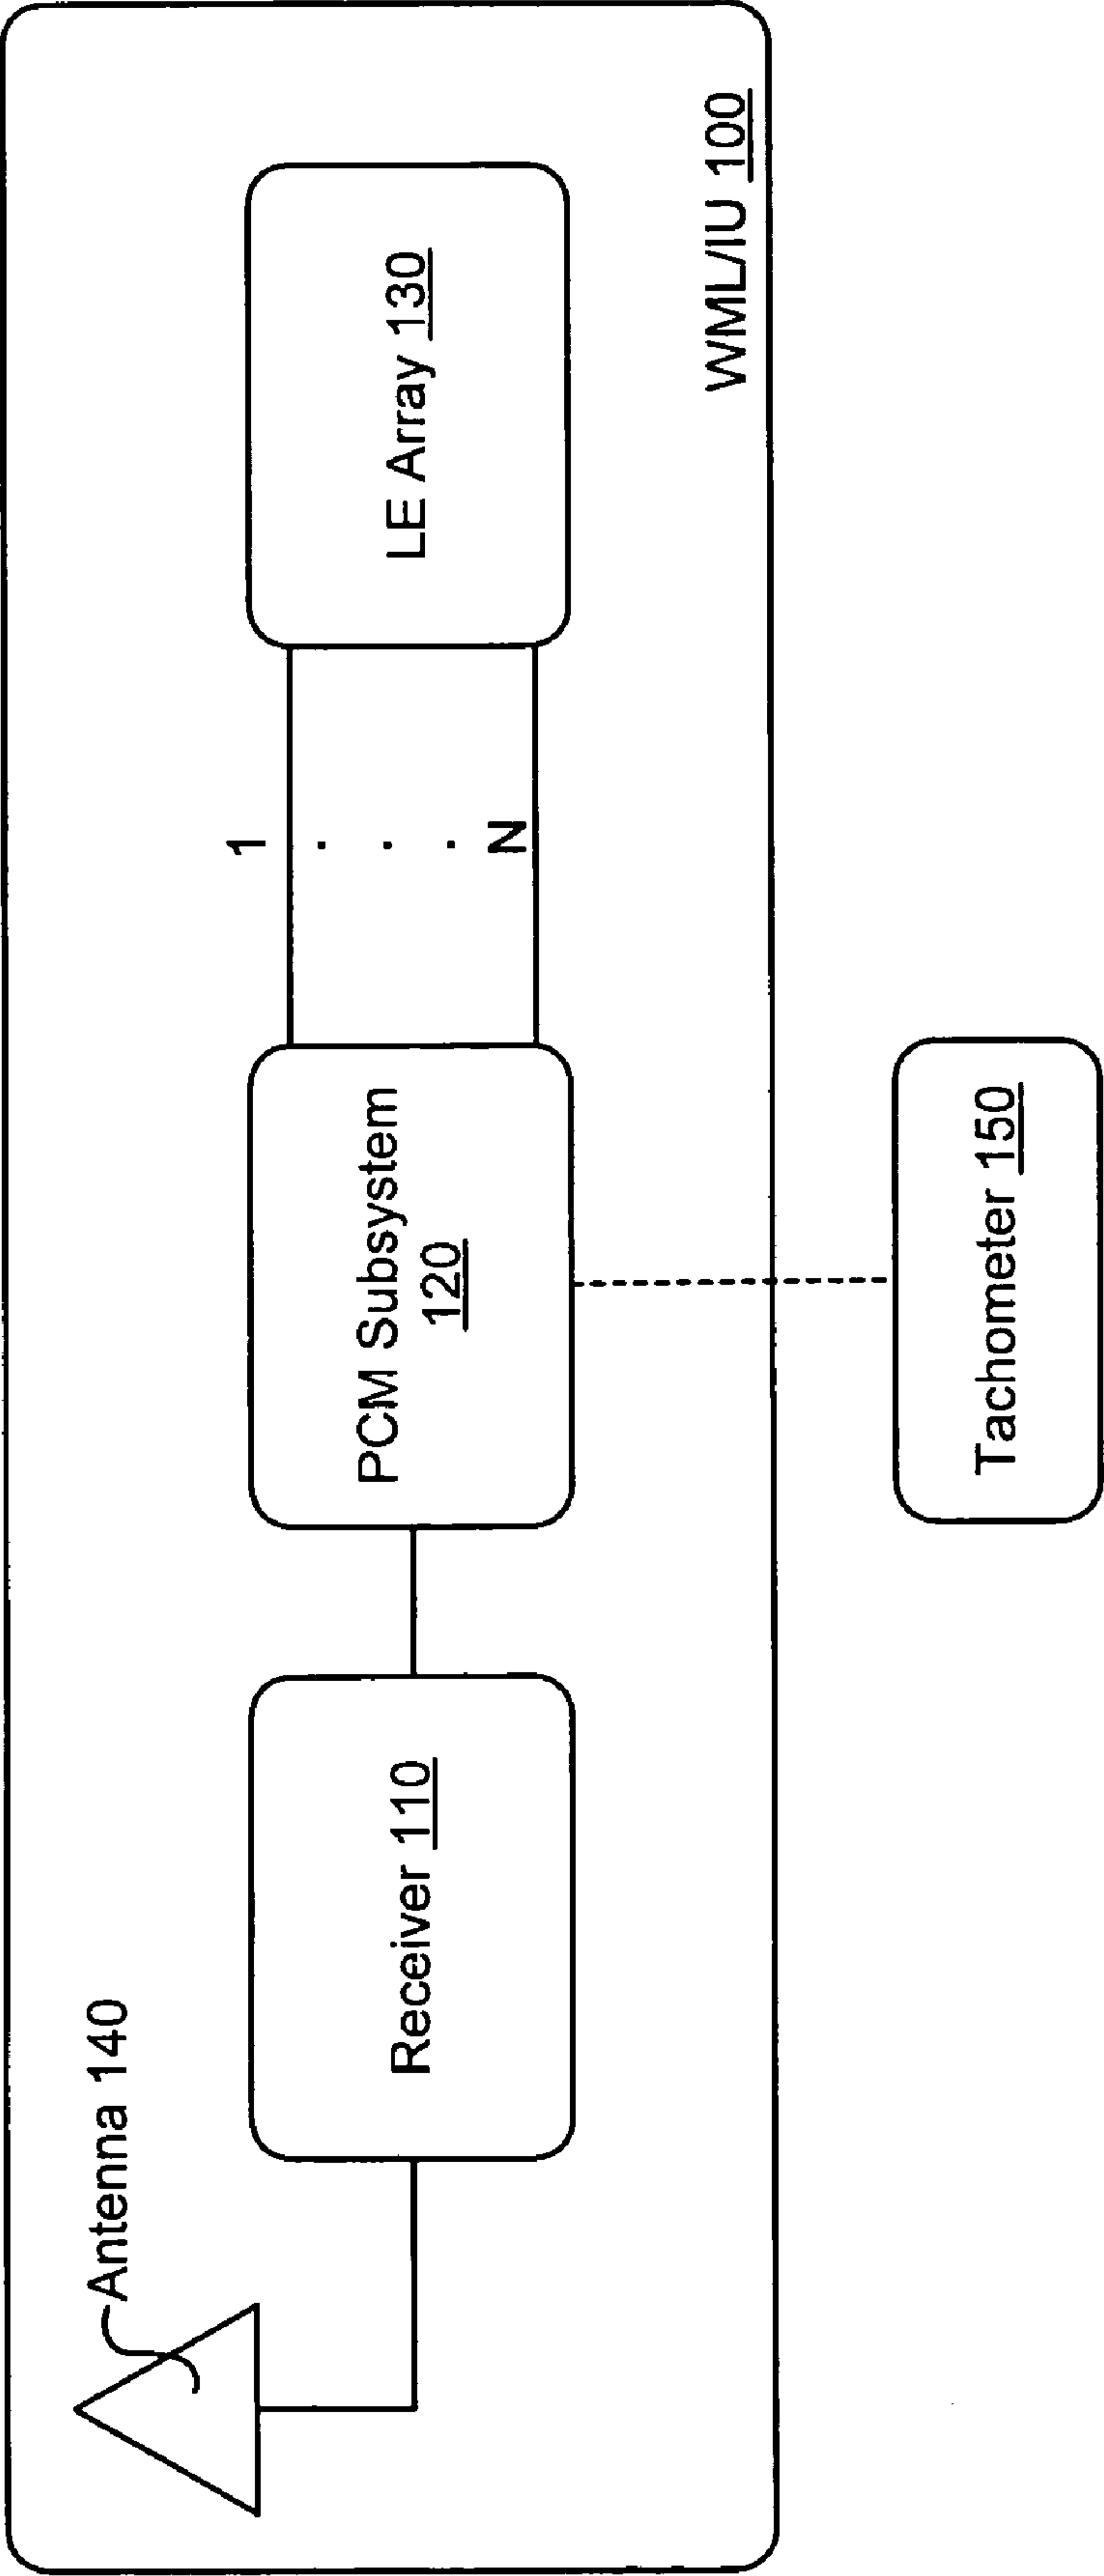 Antenna 140
Receiver 110
PCM Subsystem
120
1
.
.
.
N
LE Array 130
WML/IU 100
Tachometer 150